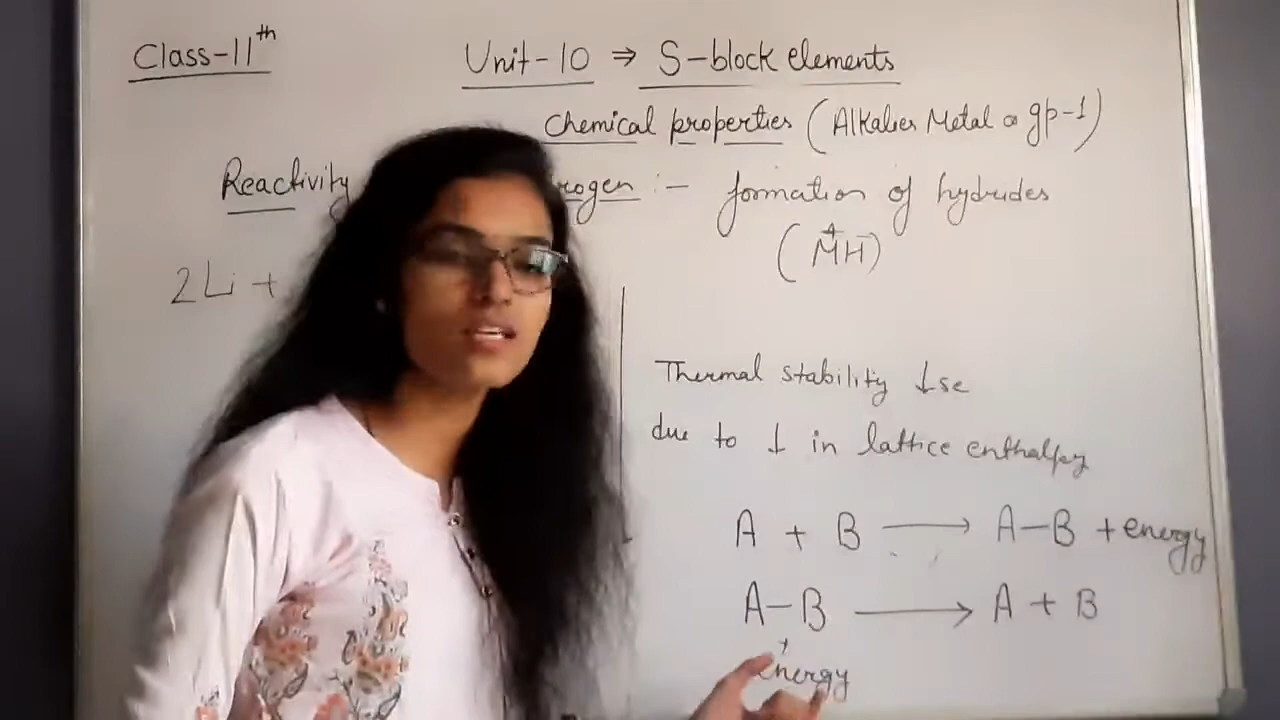 Class-11th
Unit-10 ⇒ S-block elements
Chemical properties (Alkalies Metal or gp-1)
Reactivity rogen :- formation of hydrides
(M⁺H⁻)
2Li +
Thermal stability ↓se
due to ↓ in lattice enthalpy
A + B ⟶ A-B + energy
A-B ⟶ A + B
+
energy